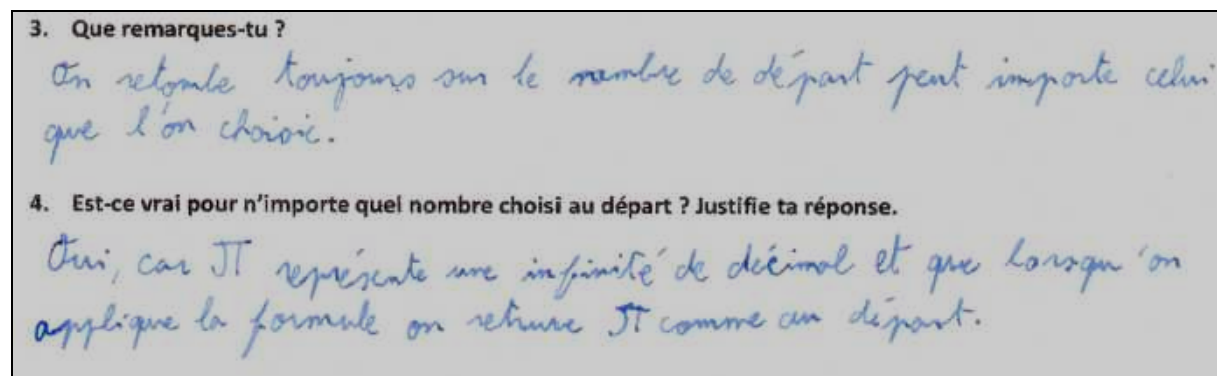 3. Que remarques-tu ?
On retombe toujours sur le nombre de départ peut importe celui
que l'on choisic.
4. Est-ce vrai pour n'importe quel nombre choisi au départ ? Justifie ta réponse.
Oui, car π représente une infinité de décimal et que lorsqu'on
applique la formule on retruve π comme au départ.